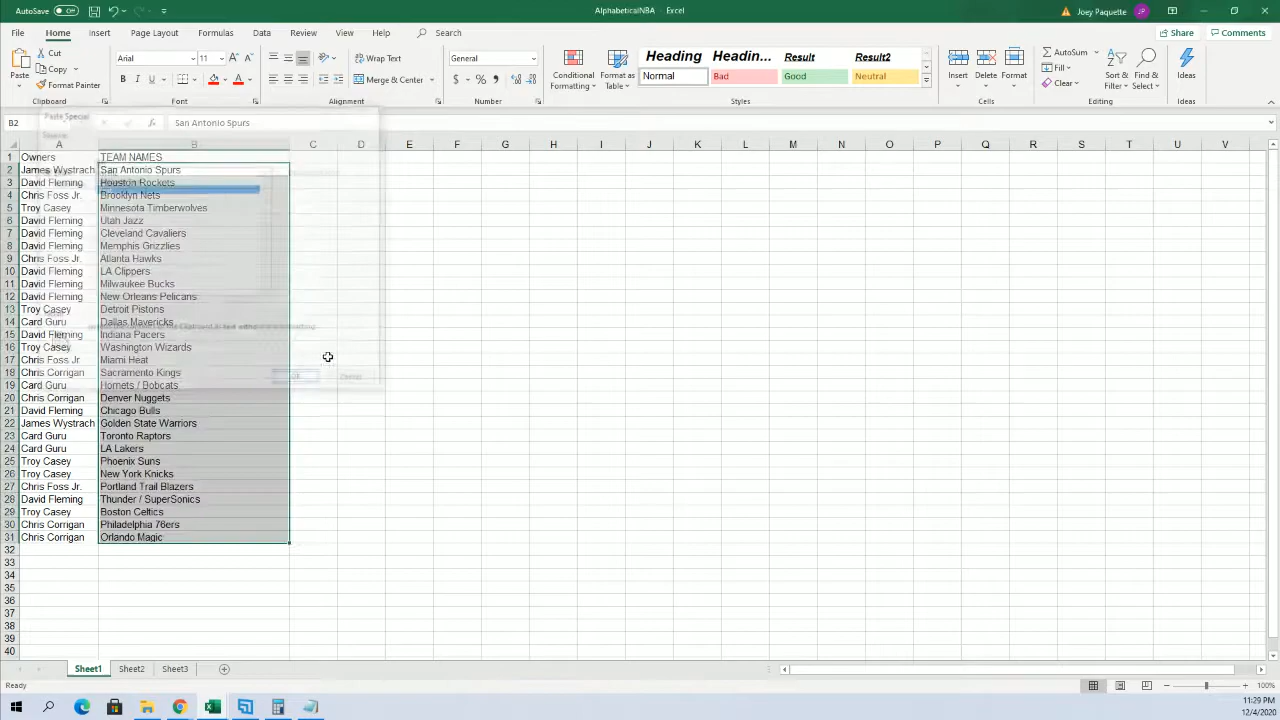 AutoSave Off AlphabeticalNBA - Excel Joey Paquette JP
File Home Insert Page Layout Formulas Data Review View Help Search Share Comments
Paste Cut Copy Format Painter Clipboard
Arial 11 A A B I U A Font
Wrap Text Merge & Center Alignment
General $ % Number
Conditional Formatting Format as Table
Heading Headin... Result Result2
Normal Bad Good Neutral
Styles
Insert Delete Format Cells
AutoSum Fill Clear Sort & Filter Find & Select Editing
Ideas Ideas
B2 fx San Antonio Spurs
Paste Special
A B C D E F G H I J K L M N O P Q R S T U V
1 Owners TEAM NAMES
2 James Wystrach San Antonio Spurs
3 David Fleming Houston Rockets
4 Chris Foss Jr. Brooklyn Nets
5 Troy Casey Minnesota Timberwolves
6 David Fleming Utah Jazz
7 David Fleming Cleveland Cavaliers
8 David Fleming Memphis Grizzlies
9 Chris Foss Jr. Atlanta Hawks
10 David Fleming LA Clippers
11 David Fleming Milwaukee Bucks
12 David Fleming New Orleans Pelicans
13 Troy Casey Detroit Pistons
14 Card Guru Dallas Mavericks
15 David Fleming Indiana Pacers
16 Troy Casey Washington Wizards
17 Chris Foss Jr. Miami Heat
18 Chris Foss Jr. Sacramento Kings
19 Card Guru Hornets / Bobcats
20 Chris Corrigan Denver Nuggets
21 David Fleming Chicago Bulls
22 James Wystrach Golden State Warriors
23 Card Guru Toronto Raptors
24 Card Guru LA Lakers
25 Troy Casey Phoenix Suns
26 Troy Casey New York Knicks
27 Chris Foss Jr. Portland Trail Blazers
28 David Fleming Thunder / SuperSonics
29 Troy Casey Boston Celtics
30 Chris Corrigan Philadelphia 76ers
31 Chris Corrigan Orlando Magic
32
33
34
35
36
37
38
39
40
Sheet1 Sheet2 Sheet3
Ready 100%
11:29 PM
12/4/2020